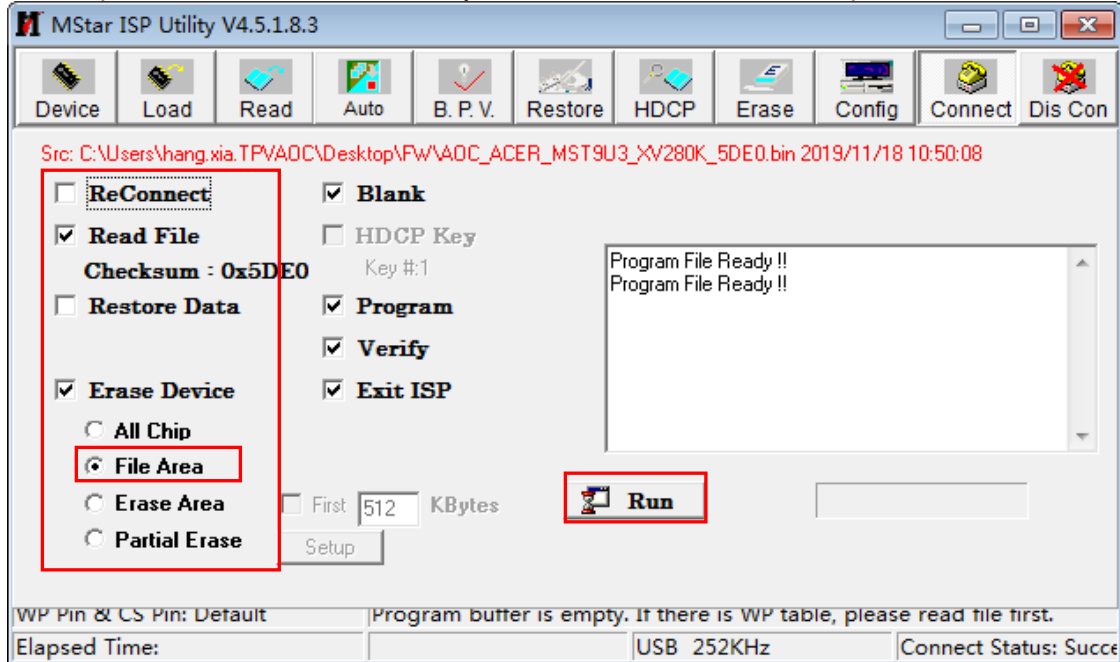 MStar ISP Utility V4.5.1.8.3
Device Load Read Auto B. P. V. Restore HDCP Erase Config Connect Dis Con
Src: C:\Users\hang.xia.TPVAOC\Desktop\FW\AOC_ACER_MST9U3_XV280K_5DE0.bin 2019/11/18 10:50:08
ReConnect
Blank
Read File
HDCP Key
Checksum : 0x5DE0
Key #:1
Restore Data
Program
Verify
Erase Device
Exit ISP
Program File Ready !!
Program File Ready !!
All Chip
File Area
Erase Area
First 512 KBytes
Run
Partial Erase
Setup
WP Pin & CS Pin: Default
Program buffer is empty. If there is WP table, please read file first.
Elapsed Time:
USB 252KHz
Connect Status: Succe